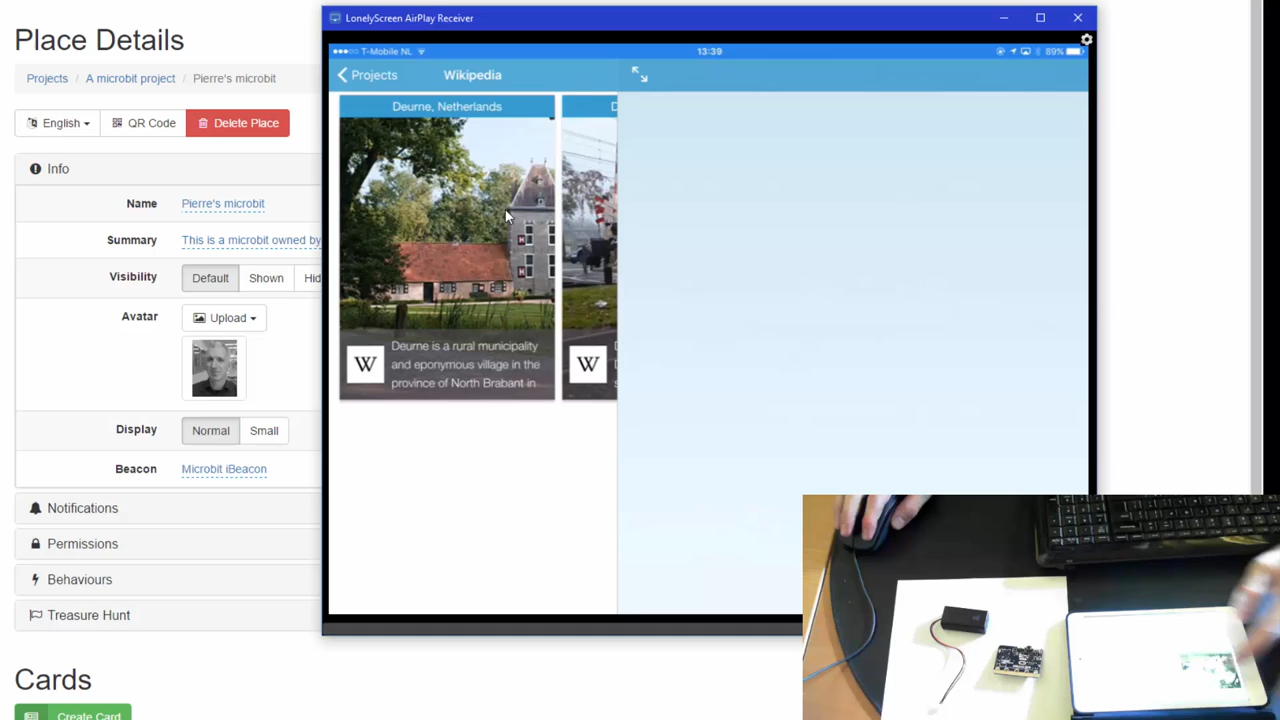 Place Details
Projects / A microbit project / Pierre's microbit
English
QR Code
Delete Place
Info
Name
Pierre's microbit
Summary
This is a microbit owned by
Visibility
Default
Shown
Hid
Avatar
Upload
Display
Normal
Small
Beacon
Microbit iBeacon
Notifications
Permissions
Behaviours
Treasure Hunt
Cards
Create Card
LonelyScreen AirPlay Receiver
T-Mobile NL
13:39
89%
Projects
Wikipedia
Deurne, Netherlands
D
W
Deurne is a rural municipality
and eponymous village in the
province of North Brabant in
W